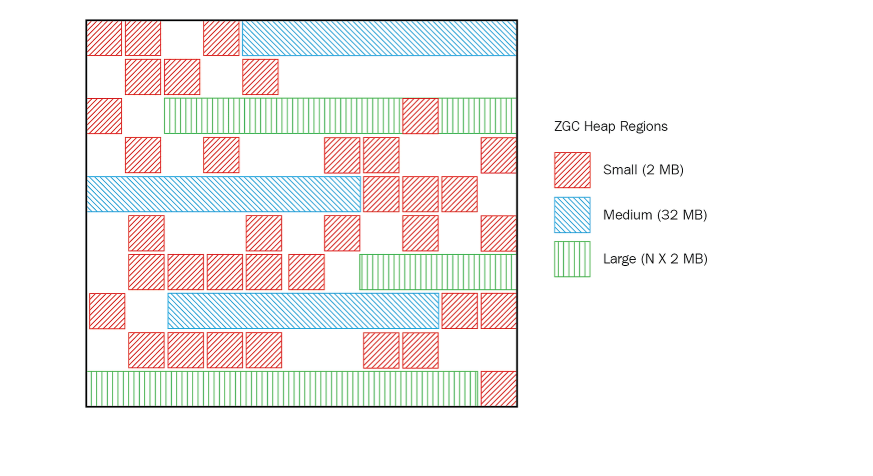 ZGC Heap Regions
Small (2 MB)
Medium (32 MB)
Large (N X 2 MB)